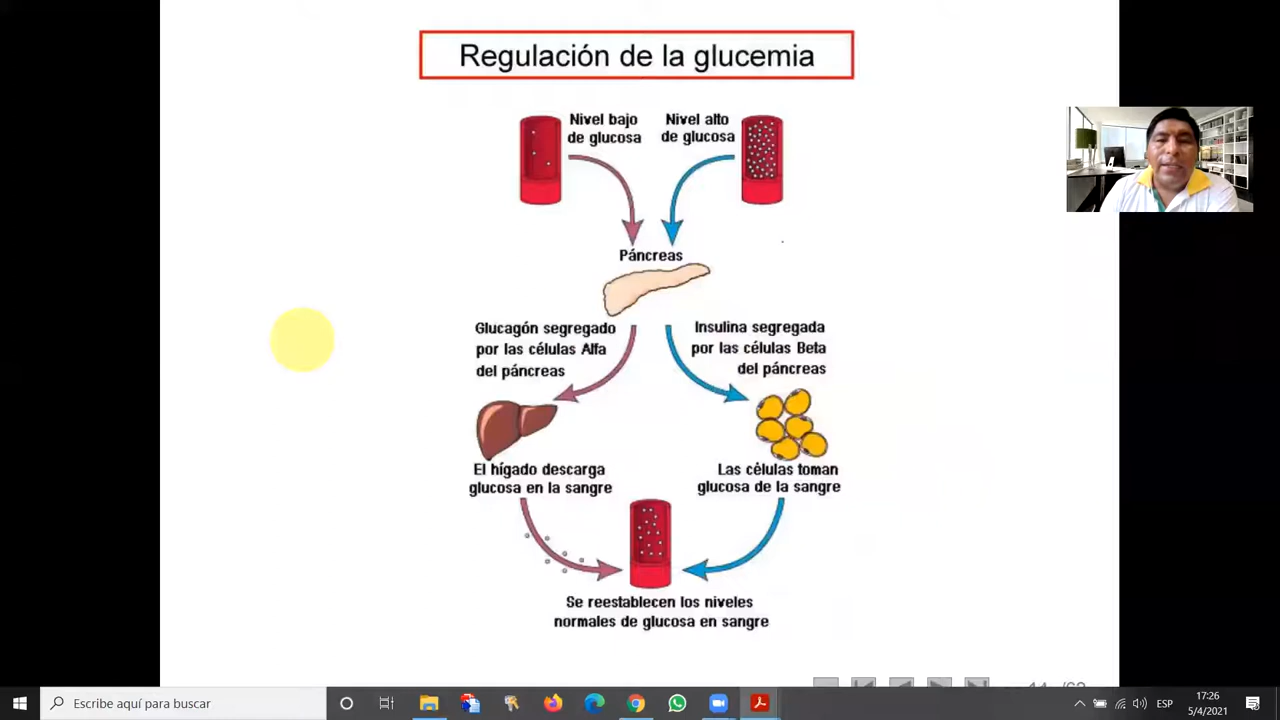 Regulación de la glucemia
Nivel bajo
de glucosa
Nivel alto
de glucosa
Páncreas
Glucagón segregado
por las células Alfa
del páncreas
Insulina segregada
por las células Beta
del páncreas
El hígado descarga
glucosa en la sangre
Las células toman
glucosa de la sangre
Se reestablecen los niveles
normales de glucosa en sangre
Escribe aquí para buscar
ESP
17:26
5/4/2021